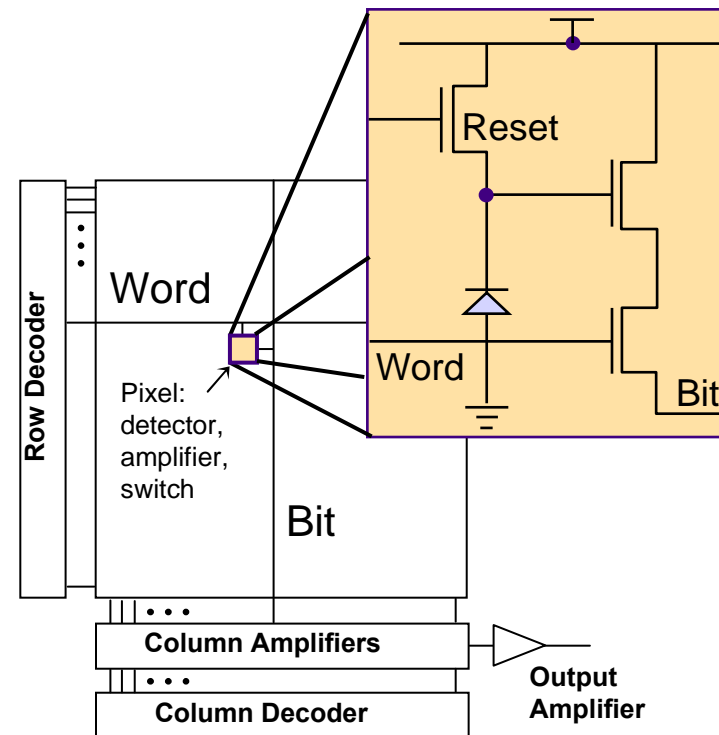 Reset
Word
Word
Bit
Row Decoder
Pixel:
detector,
amplifier,
switch
Bit
Column Amplifiers
Output
Amplifier
Column Decoder